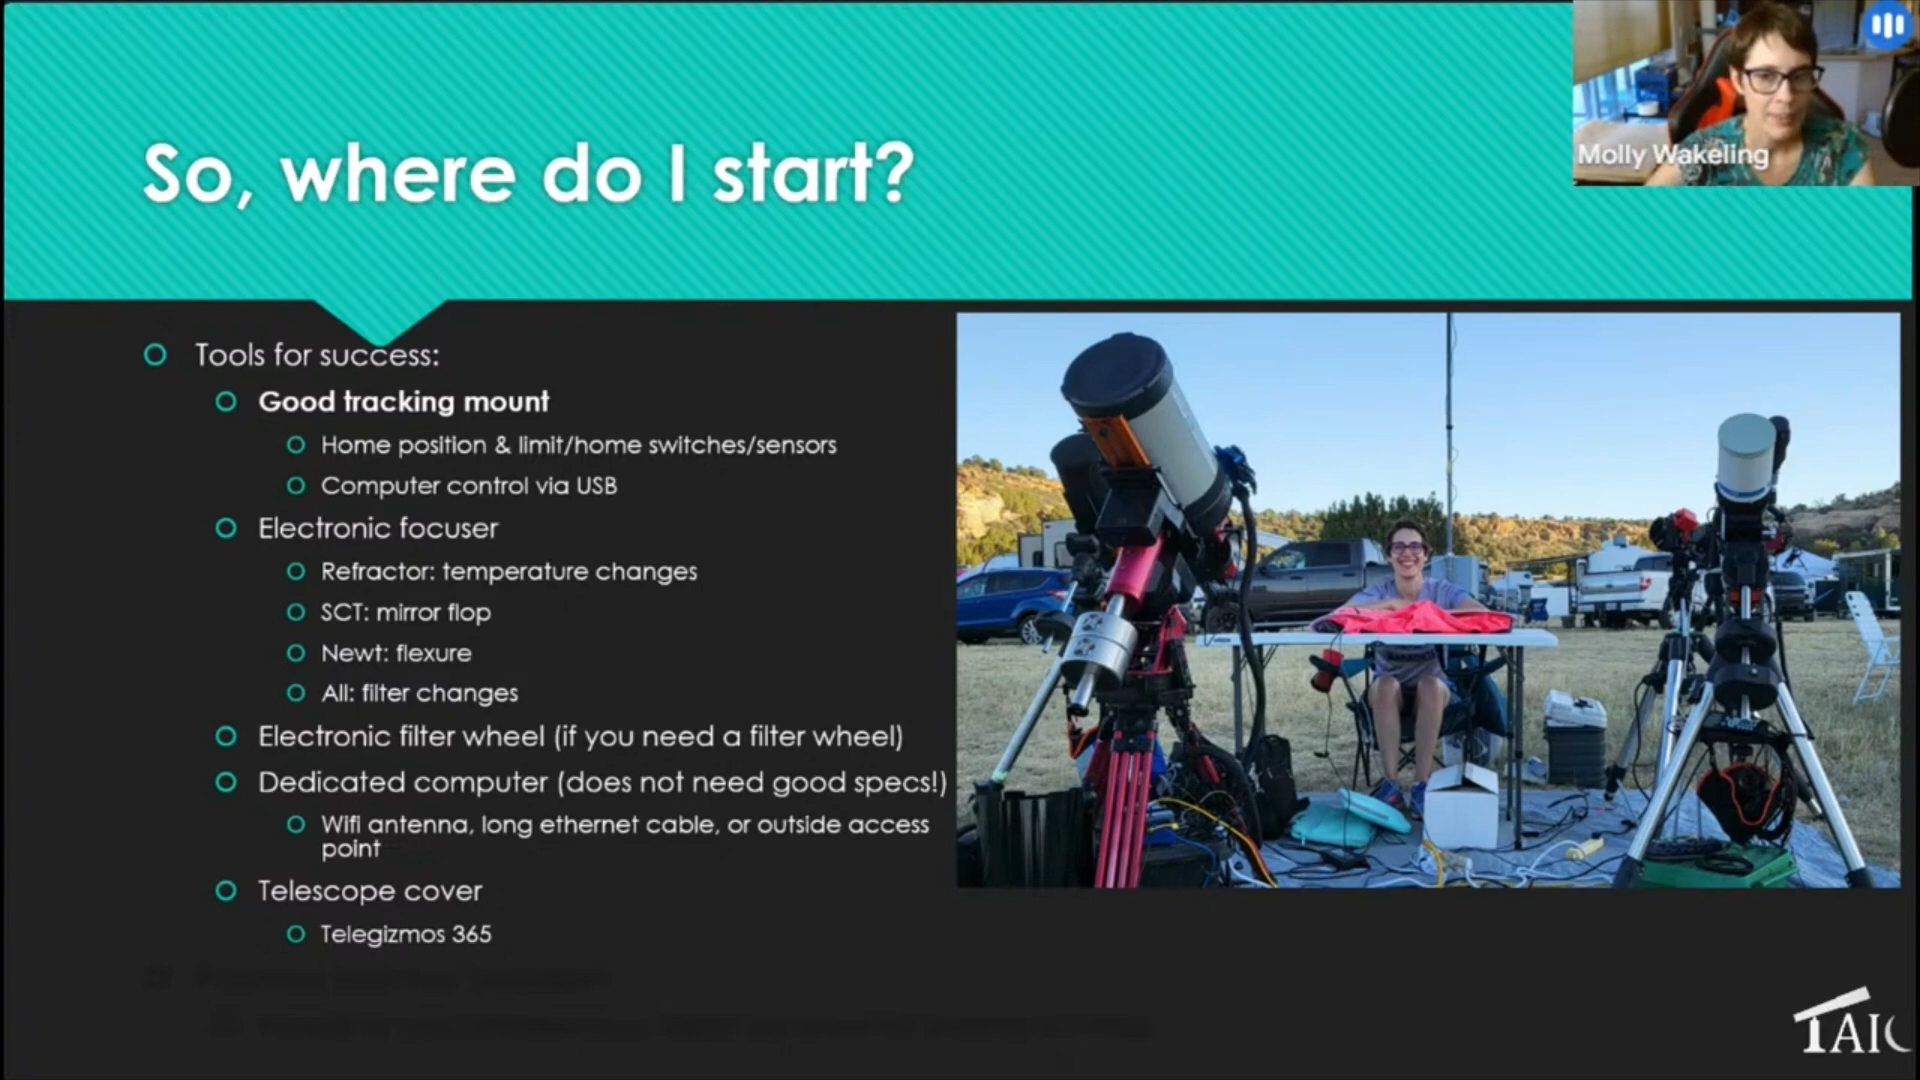 So, where do I start?
Molly Wakeling
Tools for success:
Good tracking mount
Home position & limit/home switches/sensors
Computer control via USB
Electronic focuser
Refractor: temperature changes
SCT: mirror flop
Newt: flexure
All: filter changes
Electronic filter wheel (if you need a filter wheel)
Dedicated computer (does not need good specs!)
Wifi antenna, long ethernet cable, or outside access
point
Telescope cover
Telegizmos 365
TAIC